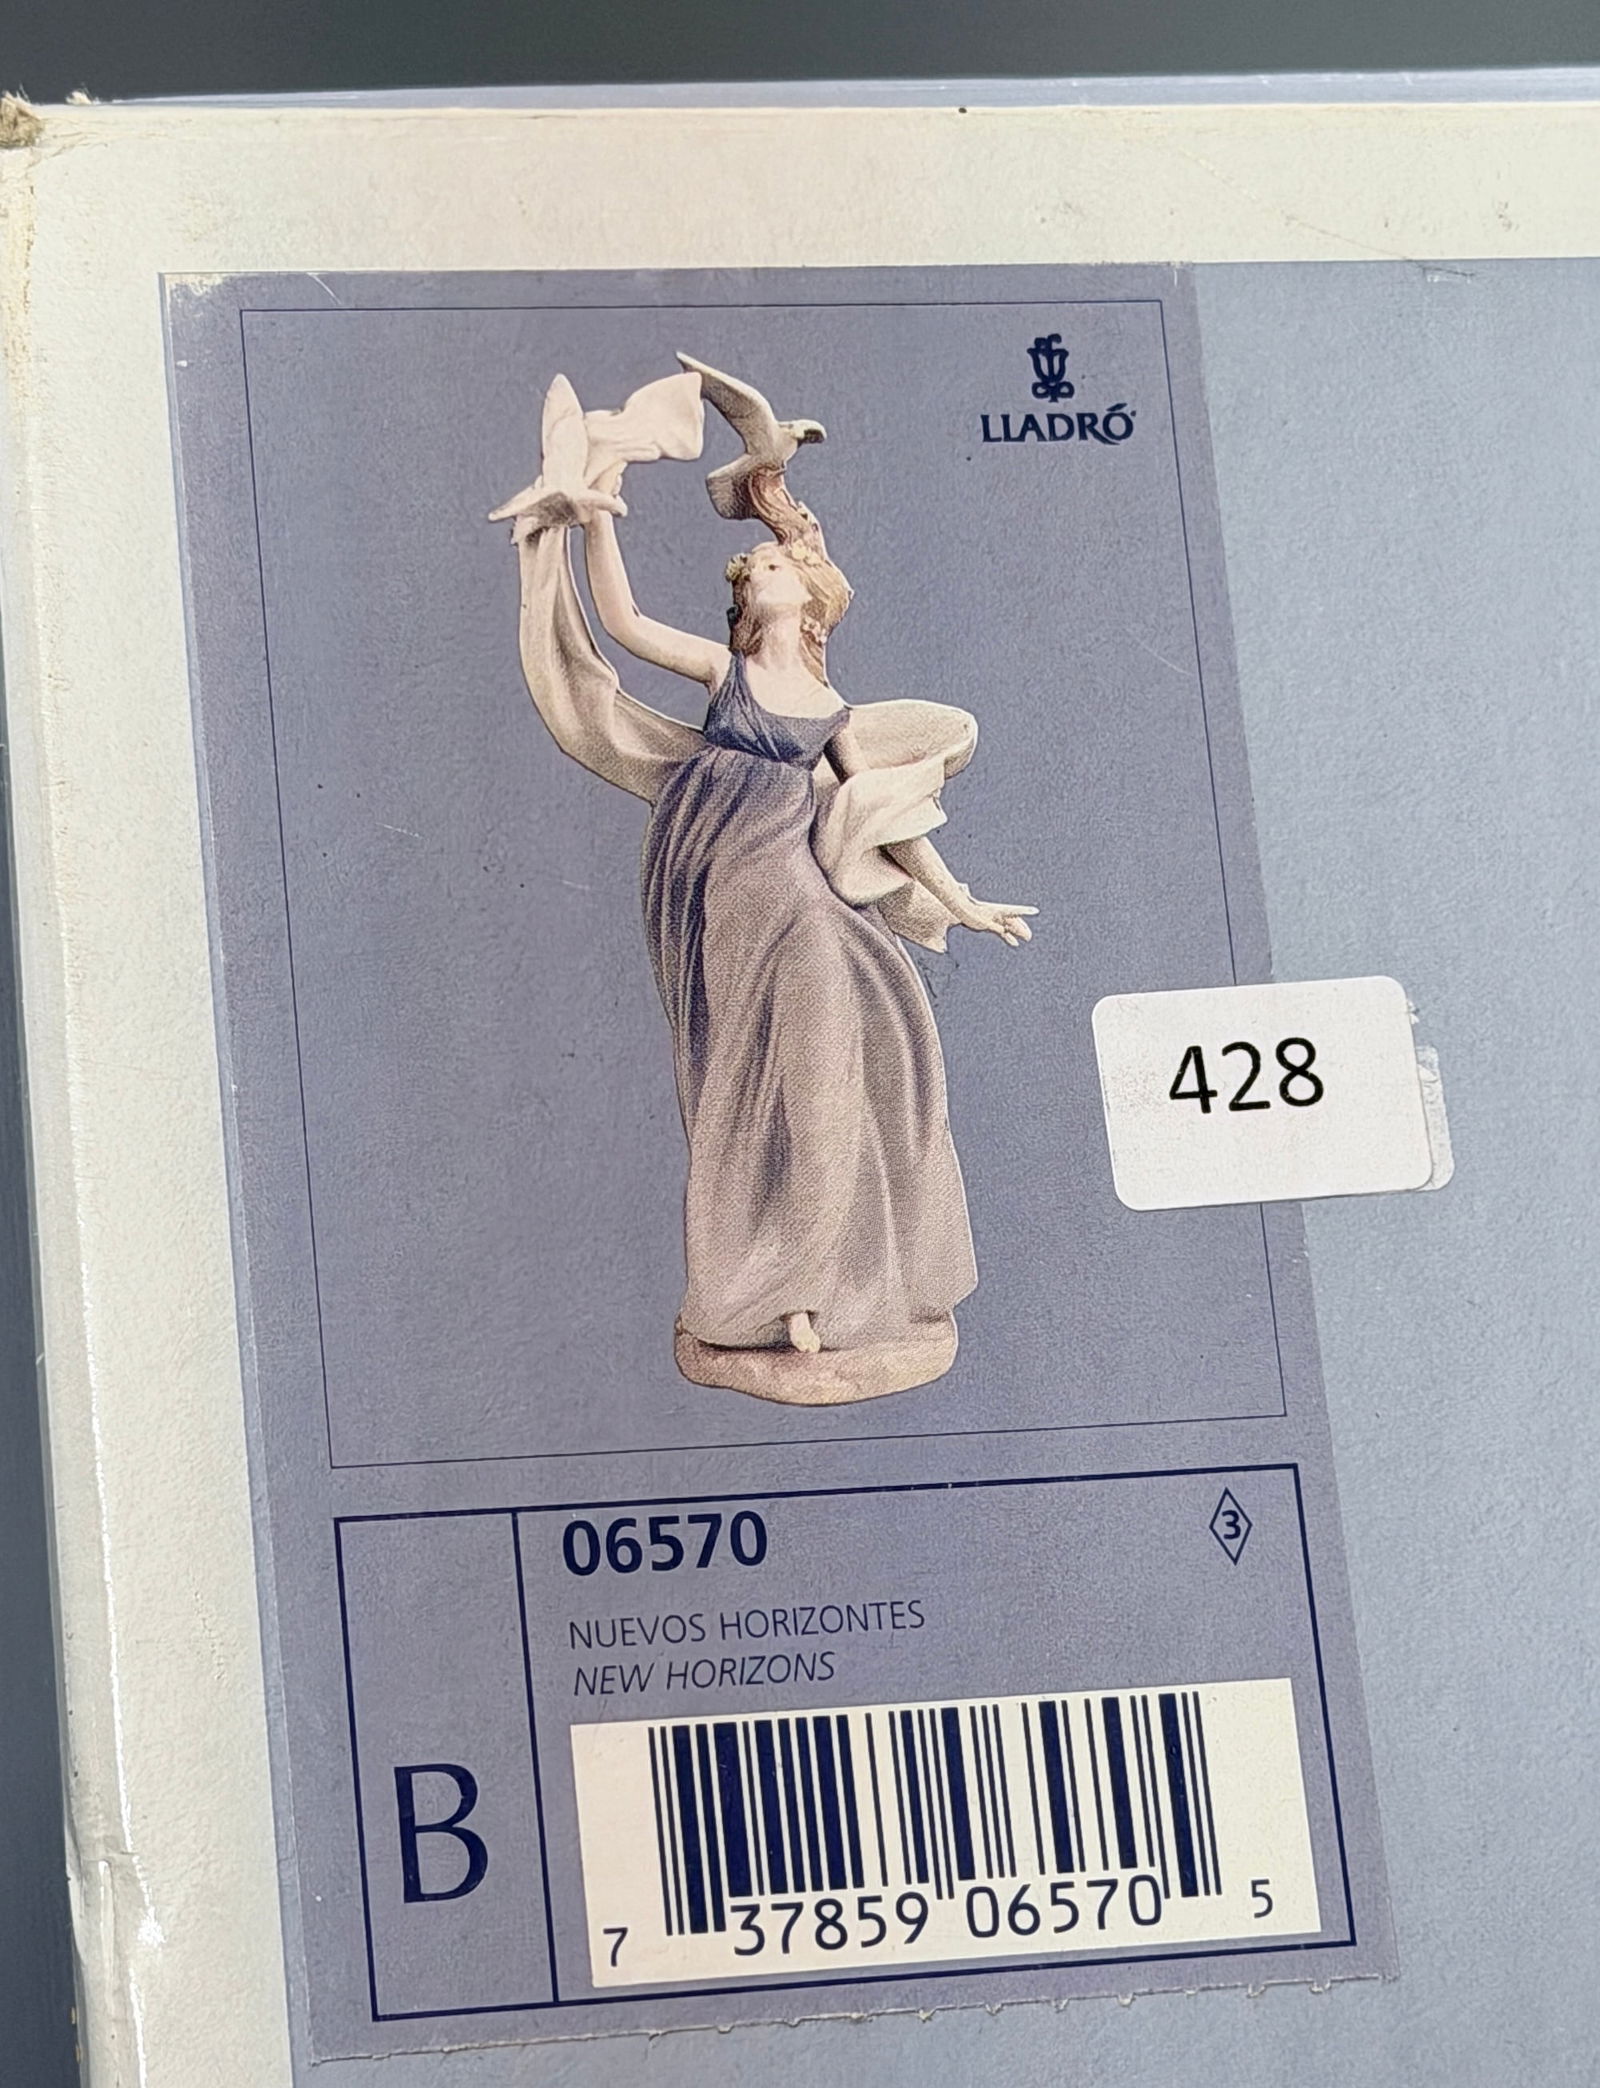 LLADRÓ
428
06570
3
NUEVOS HORIZONTES
NEW HORIZONS
B
7 37859 06570 5